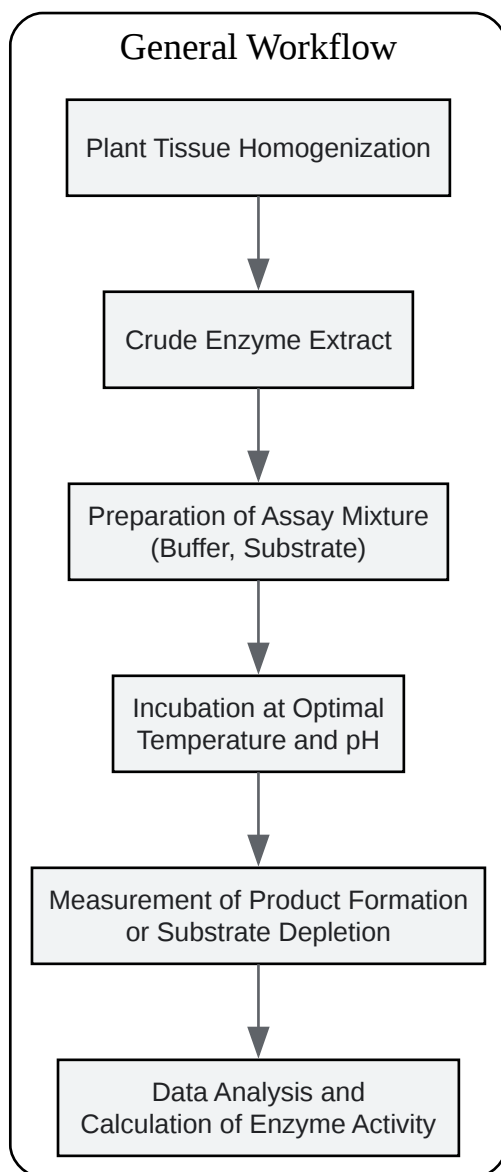 General Workflow
Plant Tissue Homogenization
Crude Enzyme Extract
Preparation of Assay Mixture
(Buffer, Substrate)
Incubation at Optimal
Temperature and pH
Measurement of Product Formation
or Substrate Depletion
Data Analysis and
Calculation of Enzyme Activity